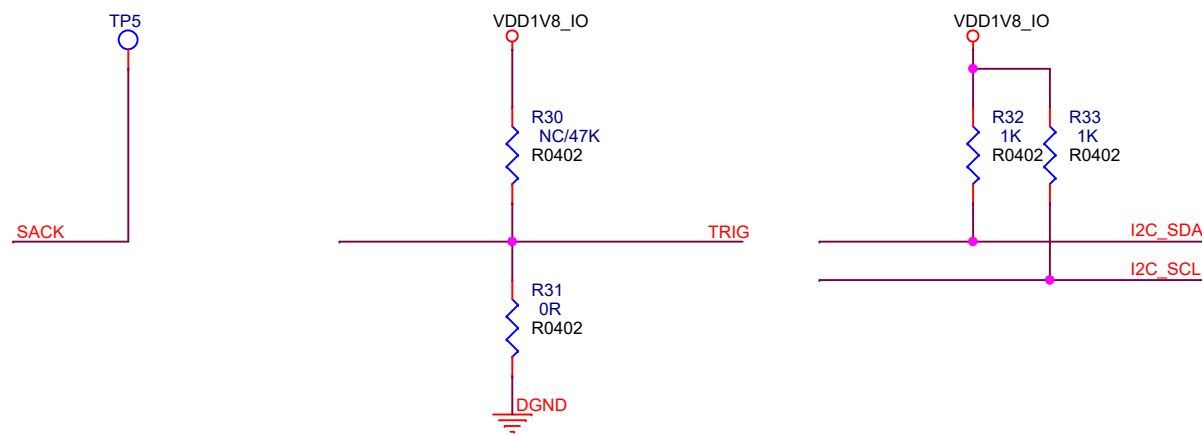 TP5
SACK
VDD1V8_IO
R30
NC/47K
R0402
TRIG
R31
0R
R0402
DGND
VDD1V8_IO
R32
1K
R0402
R33
1K
R0402
I2C_SDA
I2C_SCL